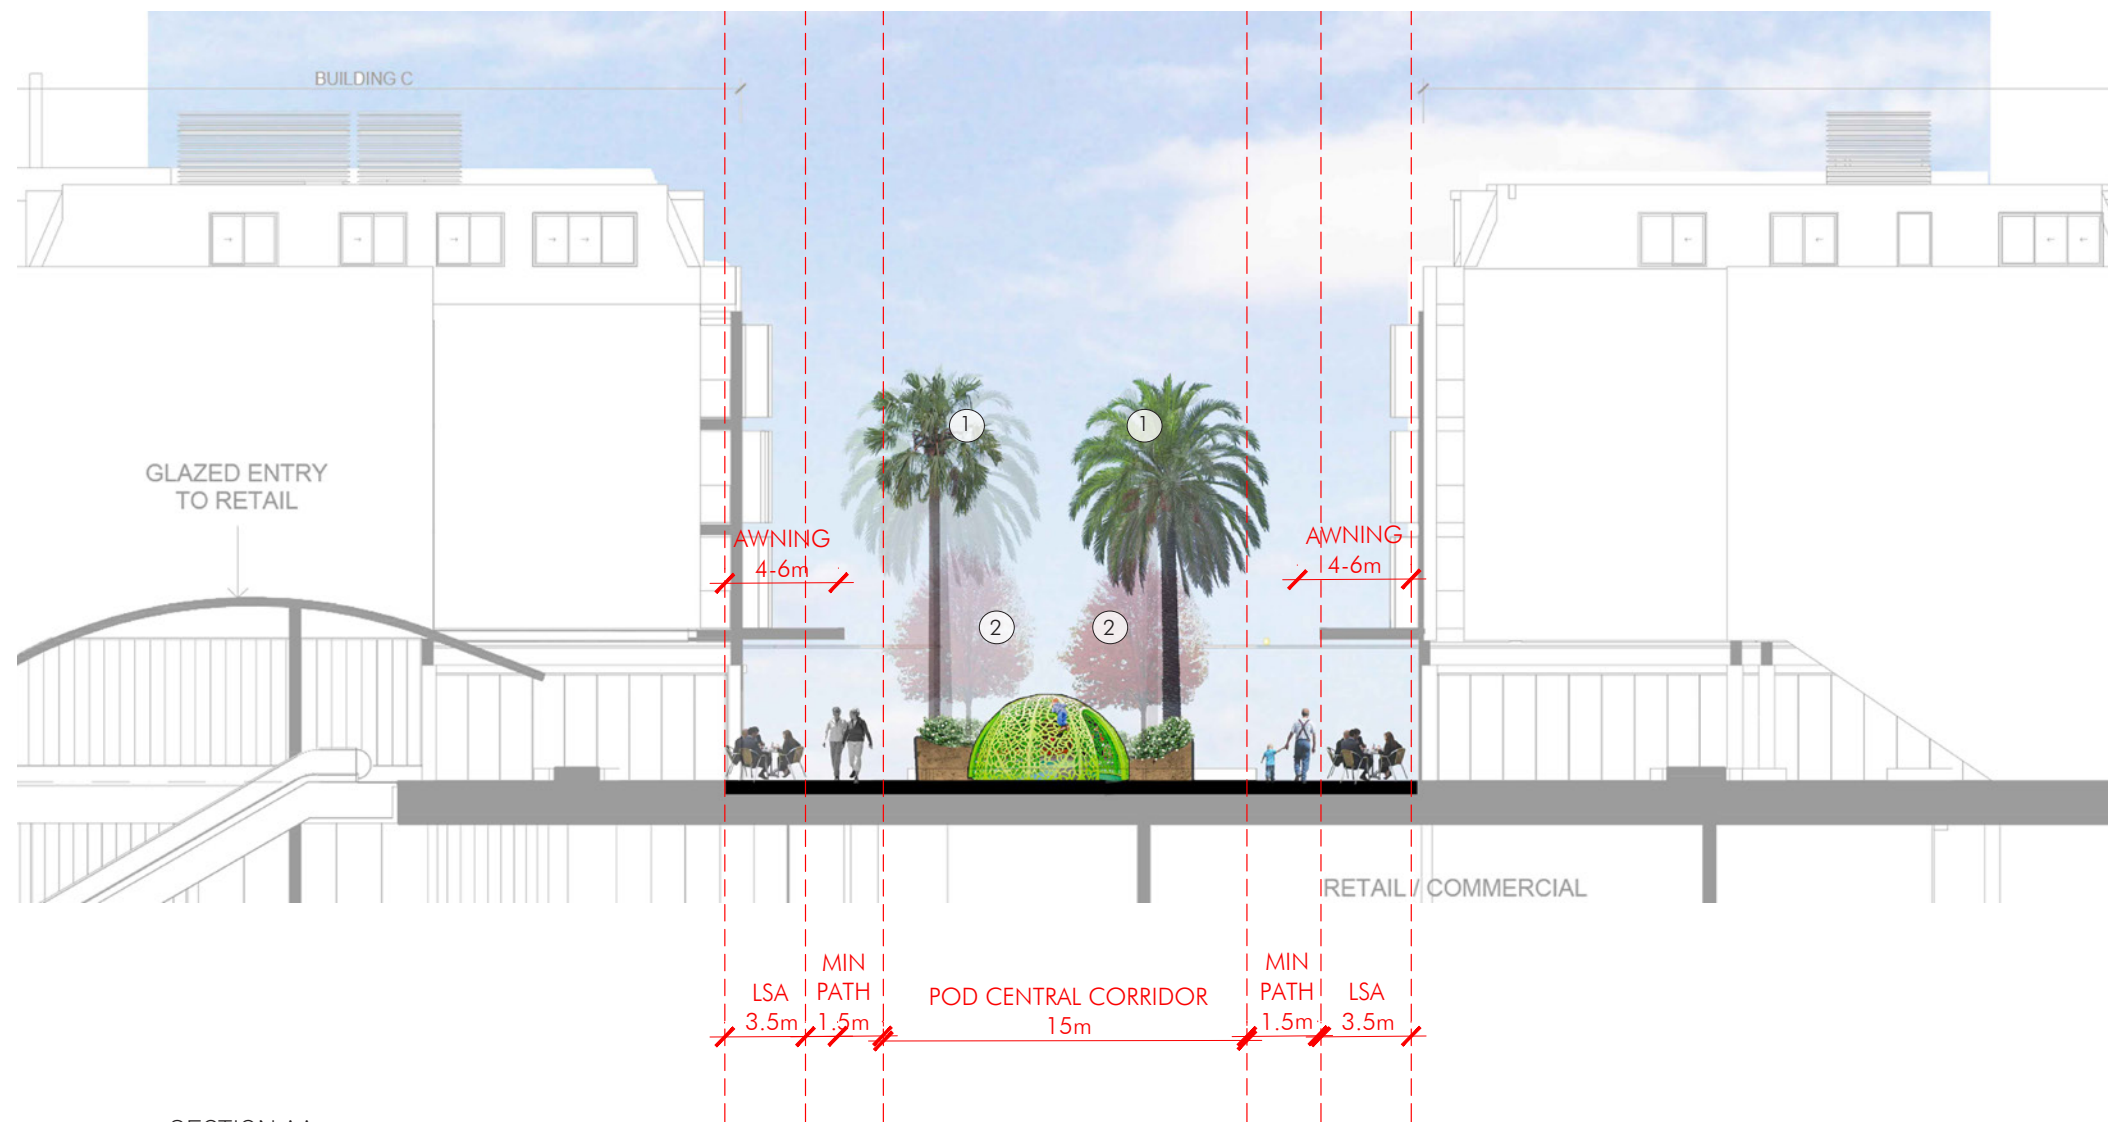 BUILDING C
1
1
GLAZED ENTRY
TO RETAIL
AWNING
4-6m
AWNING
4-6m
2
2
RETAIL / COMMERCIAL
MIN
PATH
1.5m
LSA
3.5m
POD CENTRAL CORRIDOR
15m
MIN
PATH
1.5m
LSA
3.5m